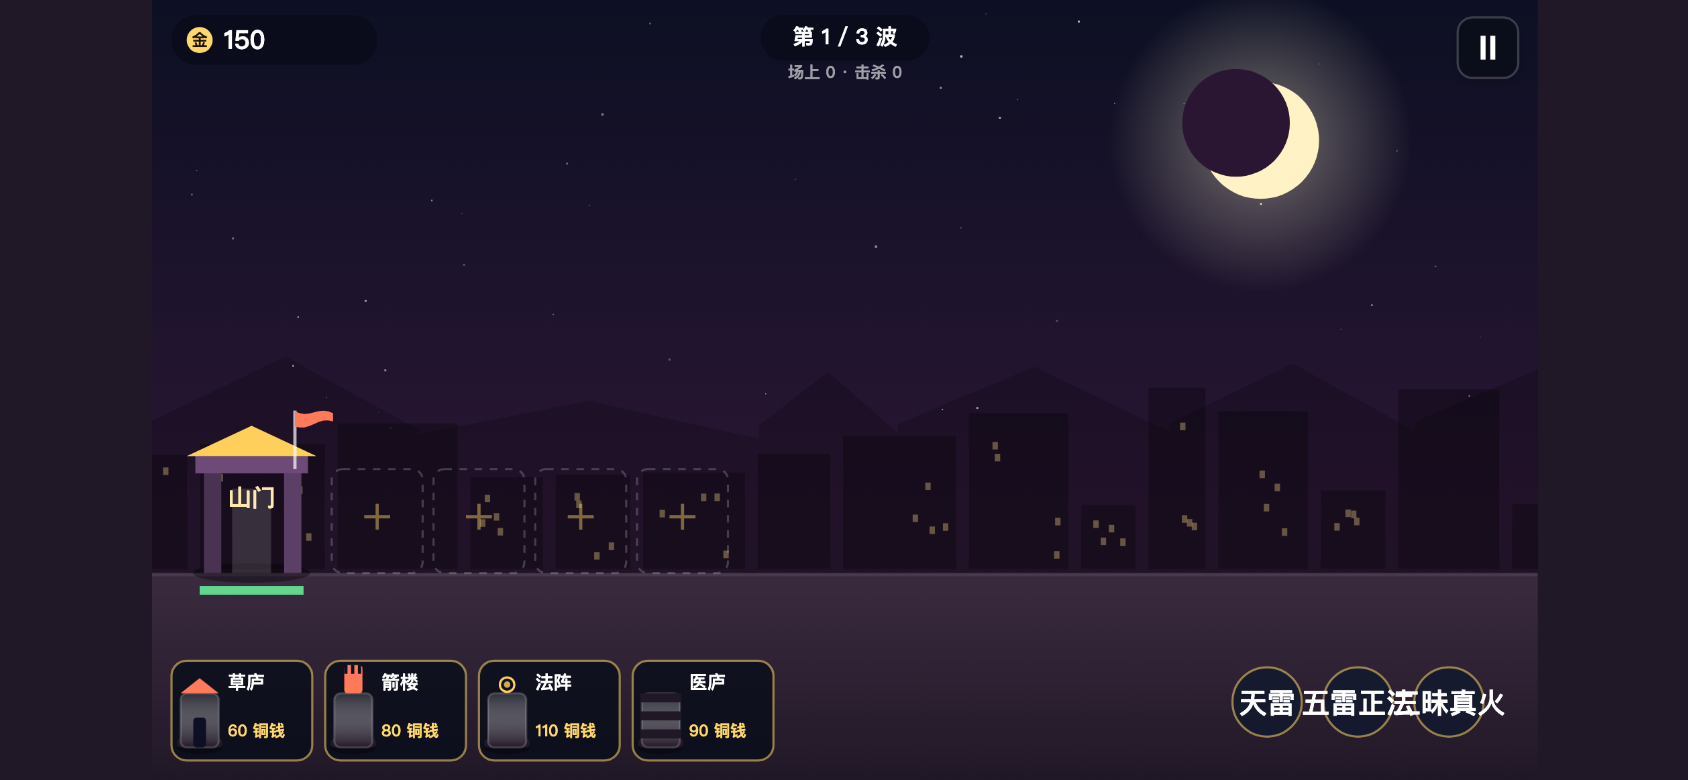 金 150
第 1 / 3 波
场上 0 · 击杀 0
山门
草庐
60 铜钱
箭楼
80 铜钱
法阵
110 铜钱
医庐
90 铜钱
天雷
五雷正法
三昧真火